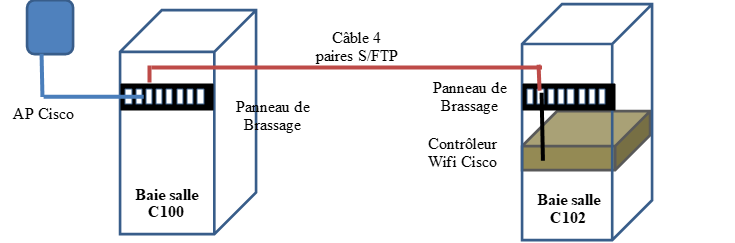 Câble 4
paires S/FTP
AP Cisco
Panneau de
Brassage
Panneau de
Brassage
Contrôleur
Wifi Cisco
Baie salle
C100
Baie salle
C102